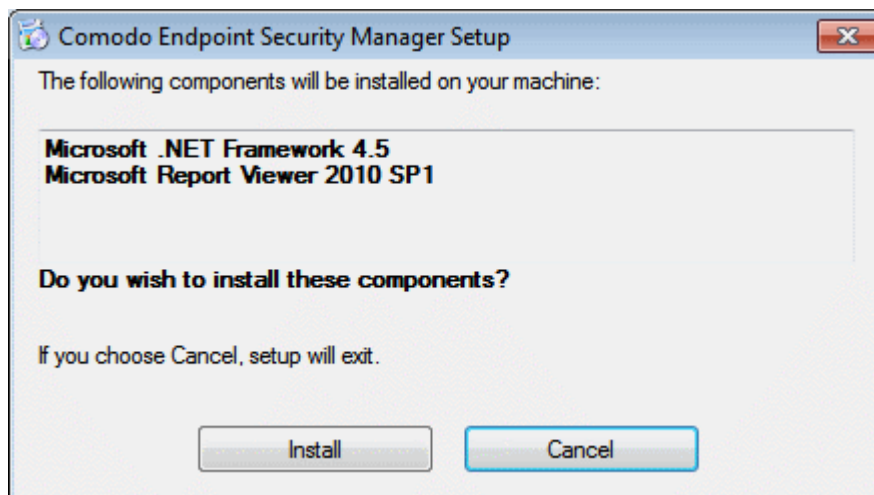 Comodo Endpoint Security Manager Setup
The following components will be installed on your machine:
Microsoft .NET Framework 4.5
Microsoft Report Viewer 2010 SP1
Do you wish to install these components?
If you choose Cancel, setup will exit.
Install Cancel